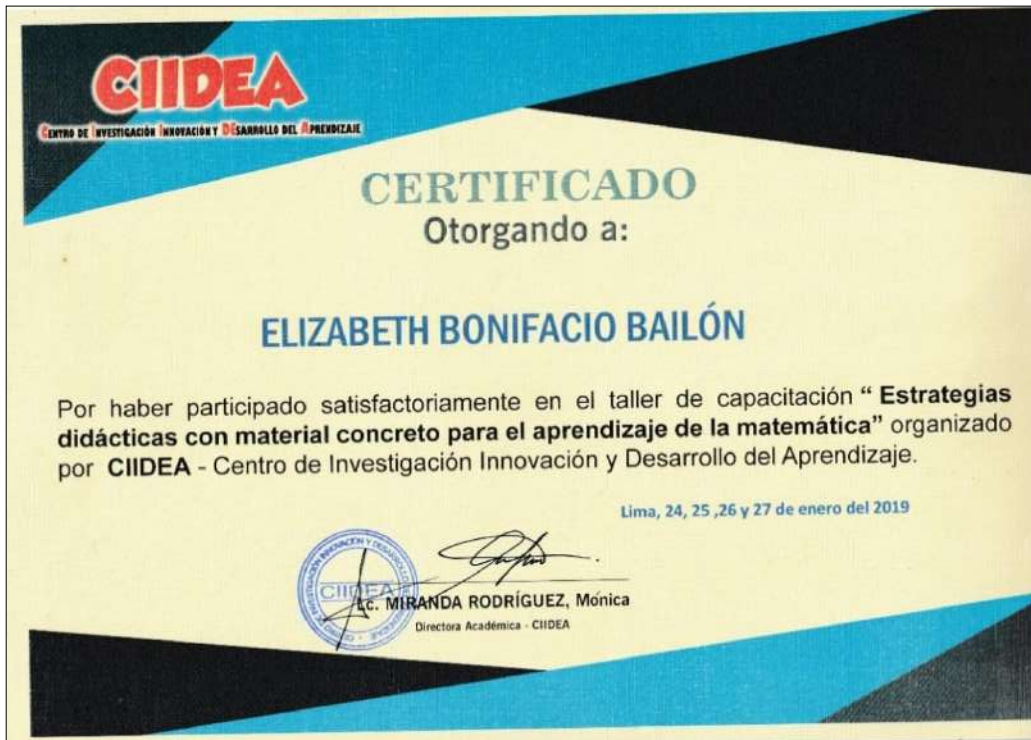 CIIDEA
CENTRO DE INVESTIGACIÓN INNOVACIÓN Y DESARROLLO DEL APRENDIZAJE
CERTIFICADO
Otorgando a:
ELIZABETH BONIFACIO BAILÓN
Por haber participado satisfactoriamente en el taller de capacitación “ Estrategias
didácticas con material concreto para el aprendizaje de la matemática” organizado
por CIIDEA - Centro de Investigación Innovación y Desarrollo del Aprendizaje.
Lima, 24, 25 ,26 y 27 de enero del 2019
CIIDEA
Lc. MIRANDA RODRÍGUEZ, Mónica
Directora Académica - CIIDEA